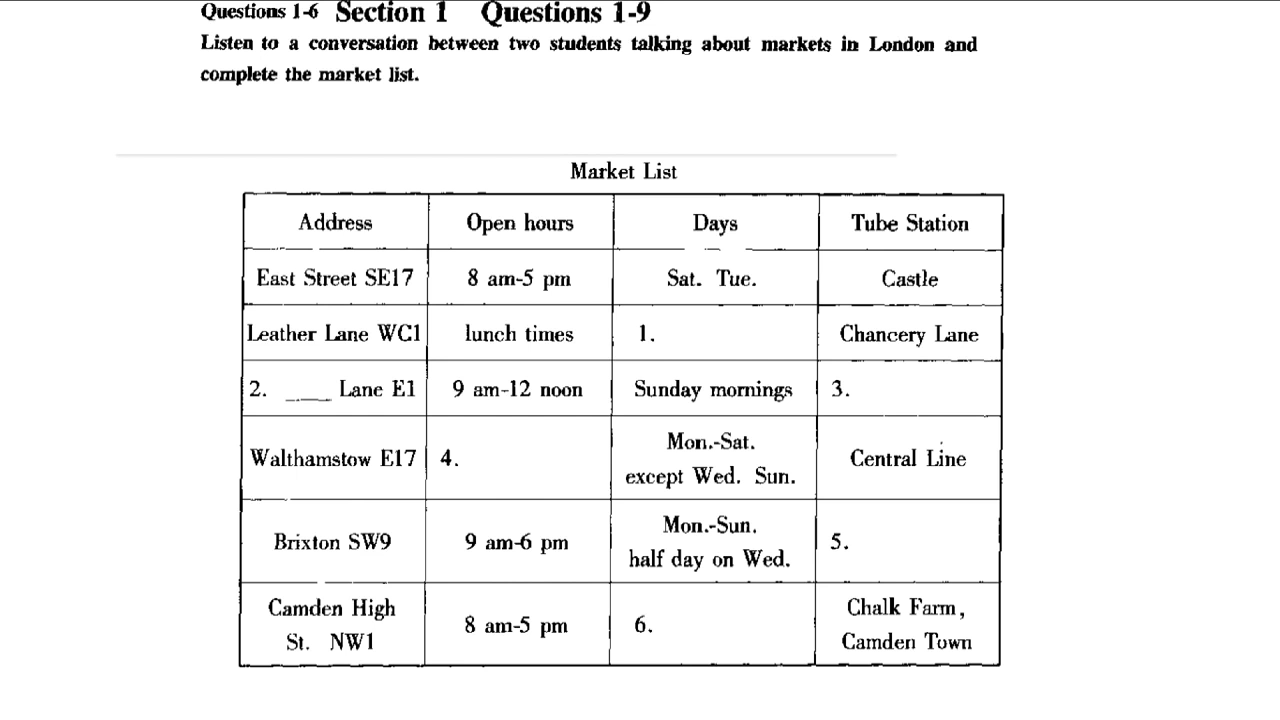 Questions 1-6 Section 1 Questions 1-9
Listen to a conversation between two students talking about markets in London and
complete the market list.
Market List
Address Open hours Days Tube Station
East Street SE17 8 am-5 pm Sat. Tue. Castle
Leather Lane WC1 lunch times 1. Chancery Lane
2. ____ Lane E1 9 am-12 noon Sunday mornings 3.
Walthamstow E17 4. Mon.-Sat.
except Wed. Sun. Central Line
Brixton SW9 9 am-6 pm Mon.-Sun.
half day on Wed. 5.
Camden High
St. NW1 8 am-5 pm 6. Chalk Farm,
Camden Town